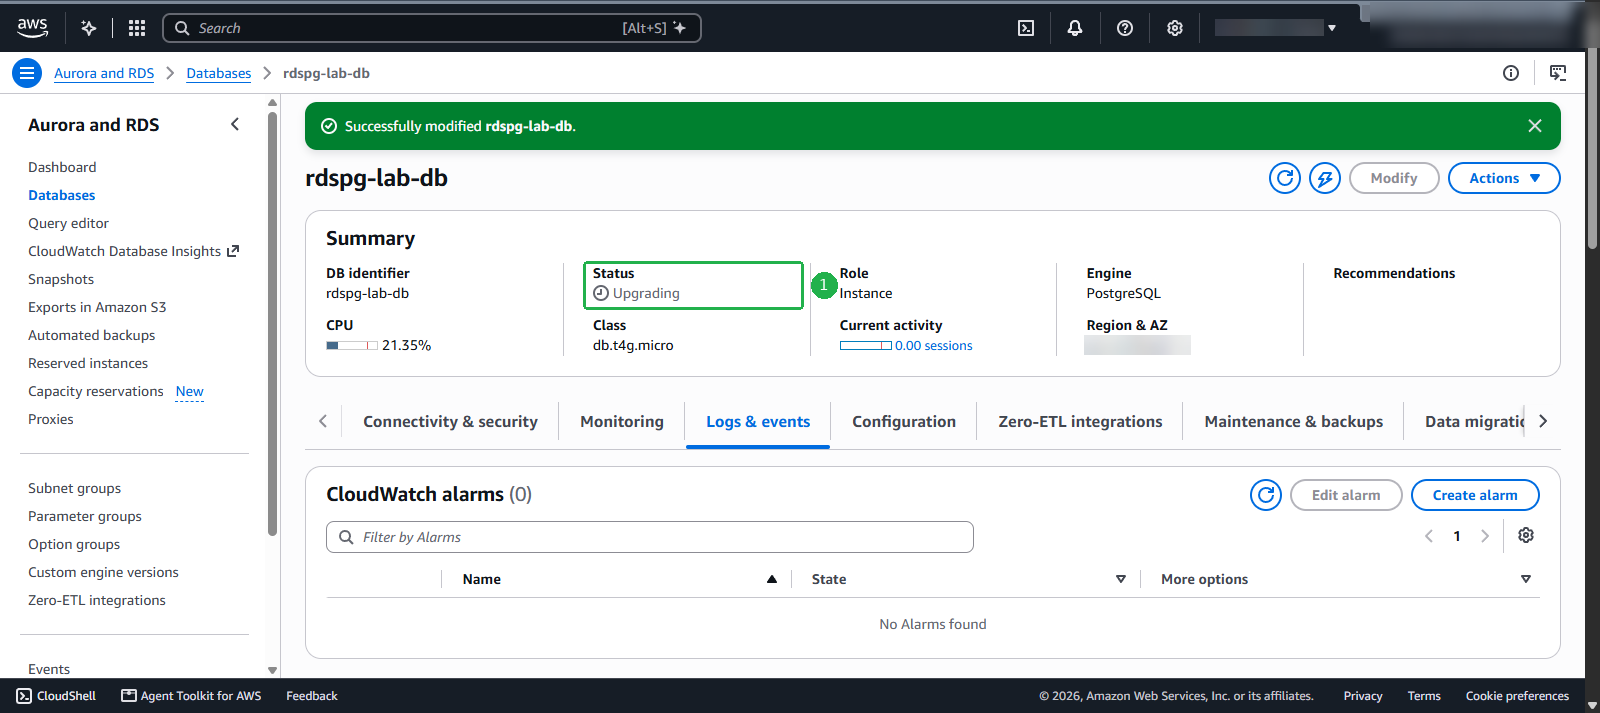 aws
Search
[Alt+S]
Aurora and RDS
Databases
rdspg-lab-db
Aurora and RDS
Dashboard
Databases
Query editor
CloudWatch Database Insights
Snapshots
Exports in Amazon S3
Automated backups
Reserved instances
Capacity reservations New
Proxies
Subnet groups
Parameter groups
Option groups
Custom engine versions
Zero-ETL integrations
Events
Successfully modified rdspg-lab-db.
rdspg-lab-db
Modify
Actions
Summary
DB identifier
rdspg-lab-db
Status
Upgrading
1
Role
Instance
Engine
PostgreSQL
Recommendations
CPU
21.35%
Class
db.t4g.micro
Current activity
0.00 sessions
Region & AZ
Connectivity & security
Monitoring
Logs & events
Configuration
Zero-ETL integrations
Maintenance & backups
Data migratic
CloudWatch alarms (0)
Edit alarm
Create alarm
Filter by Alarms
1
Name
State
More options
No Alarms found
CloudShell
Agent Toolkit for AWS
Feedback
© 2026, Amazon Web Services, Inc. or its affiliates.
Privacy
Terms
Cookie preferences